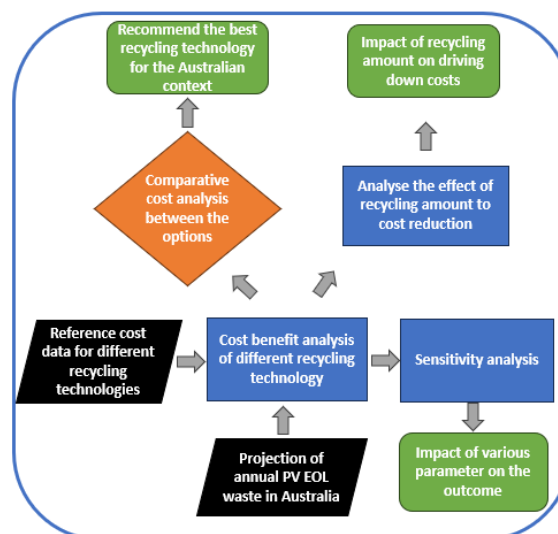 Recommend the best
recycling technology
for the Australian
context
Impact of recycling
amount on driving
down costs
Comparative
cost analysis
between the
options
Analyse the effect of
recycling amount to
cost reduction
Reference cost
data for different
recycling
technologies
Cost benefit analysis
of different recycling
technology
Sensitivity analysis
Projection of
annual PV EOL
waste in Australia
Impact of various
parameter on the
outcome